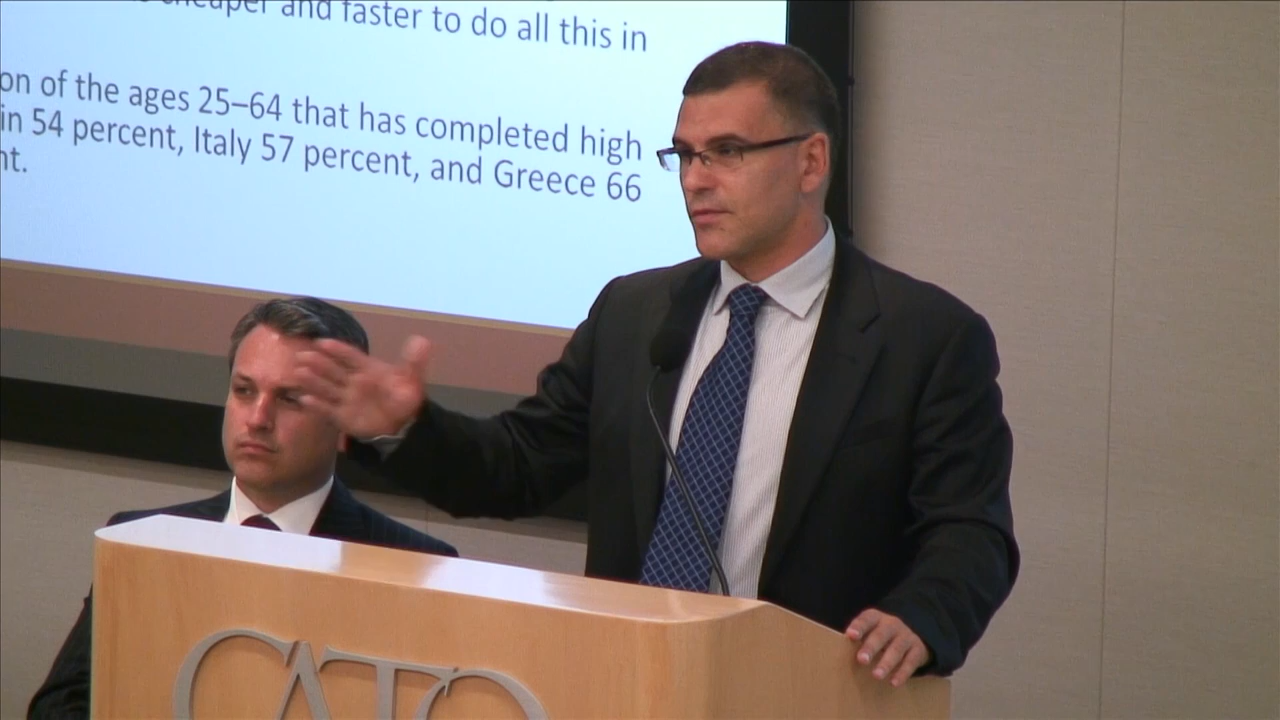 cheaper and faster to do all this in
on of the ages 25–64 that has completed high
in 54 percent, Italy 57 percent, and Greece 66
nt.
CATO